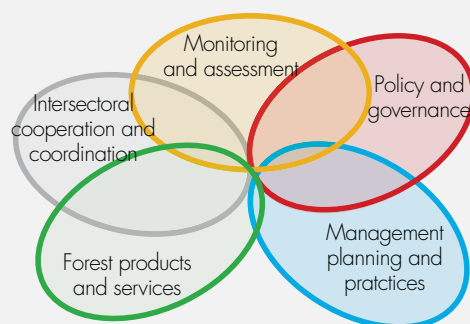 Monitoring
and assessment
Policy and
governance
Intersectoral
cooperation and
coordination
Management
planning and
pratctices
Forest products
and services